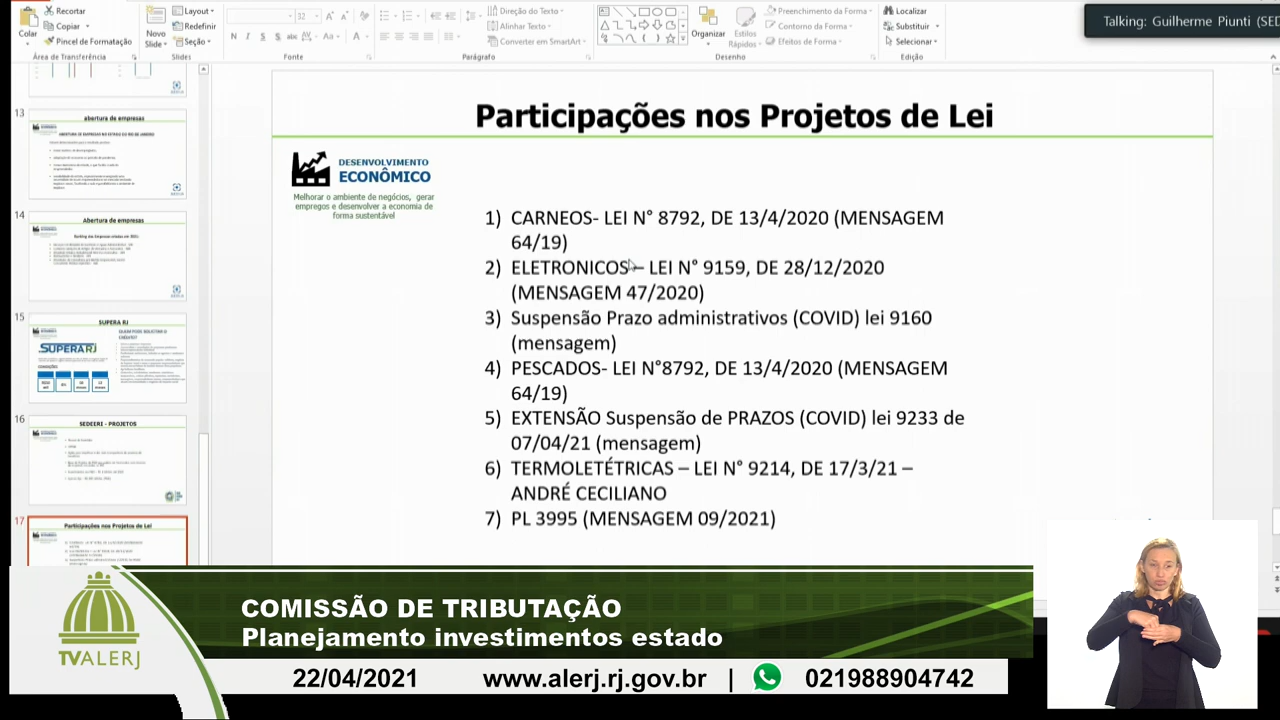 Recortar
Copiar
Colar
Pincel de Formatação
Área de Transferência
Layout
Redefinir
Novo
Slide
Seção
Slides
32
Fonte
Direção do Texto
Alinhar Texto
Converter em SmartArt
Parágrafo
Organizar
Estilos
Rápidos
Preenchimento da Forma
Contorno da Forma
Efeitos de Forma
Desenho
Localizar
Substituir
Selecionar
Edição
Talking: Guilherme Piunti (SED
13
abertura de empresas
14
Abertura de empresas
15
SUPERA RJ
SUPERARJ
16
SEDEERI - PROJETOS
17
Participações nos Projetos de Lei
Participações nos Projetos de Lei
DESENVOLVIMENTO
ECONÔMICO
Melhorar o ambiente de negócios, gerar
empregos e desenvolver a economia de
forma sustentável
1) CARNEOS- LEI N° 8792, DE 13/4/2020 (MENSAGEM
64/19)
2) ELETRONICOS – LEI N° 9159, DE 28/12/2020
(MENSAGEM 47/2020)
3) Suspensão Prazo administrativos (COVID) lei 9160
(mensagem)
4) PESCADOS- LEI N°8792, DE 13/4/2020 (MENSAGEM
64/19)
5) EXTENSÃO Suspensão de PRAZOS (COVID) lei 9233 de
07/04/21 (mensagem)
6) TERMOLETÉTRICAS – LEI N° 9214, DE 17/3/21 –
ANDRÉ CECILIANO
7) PL 3995 (MENSAGEM 09/2021)
TVALERJ
COMISSÃO DE TRIBUTAÇÃO
Planejamento investimentos estado
22/04/2021 www.alerj.rj.gov.br | 021988904742